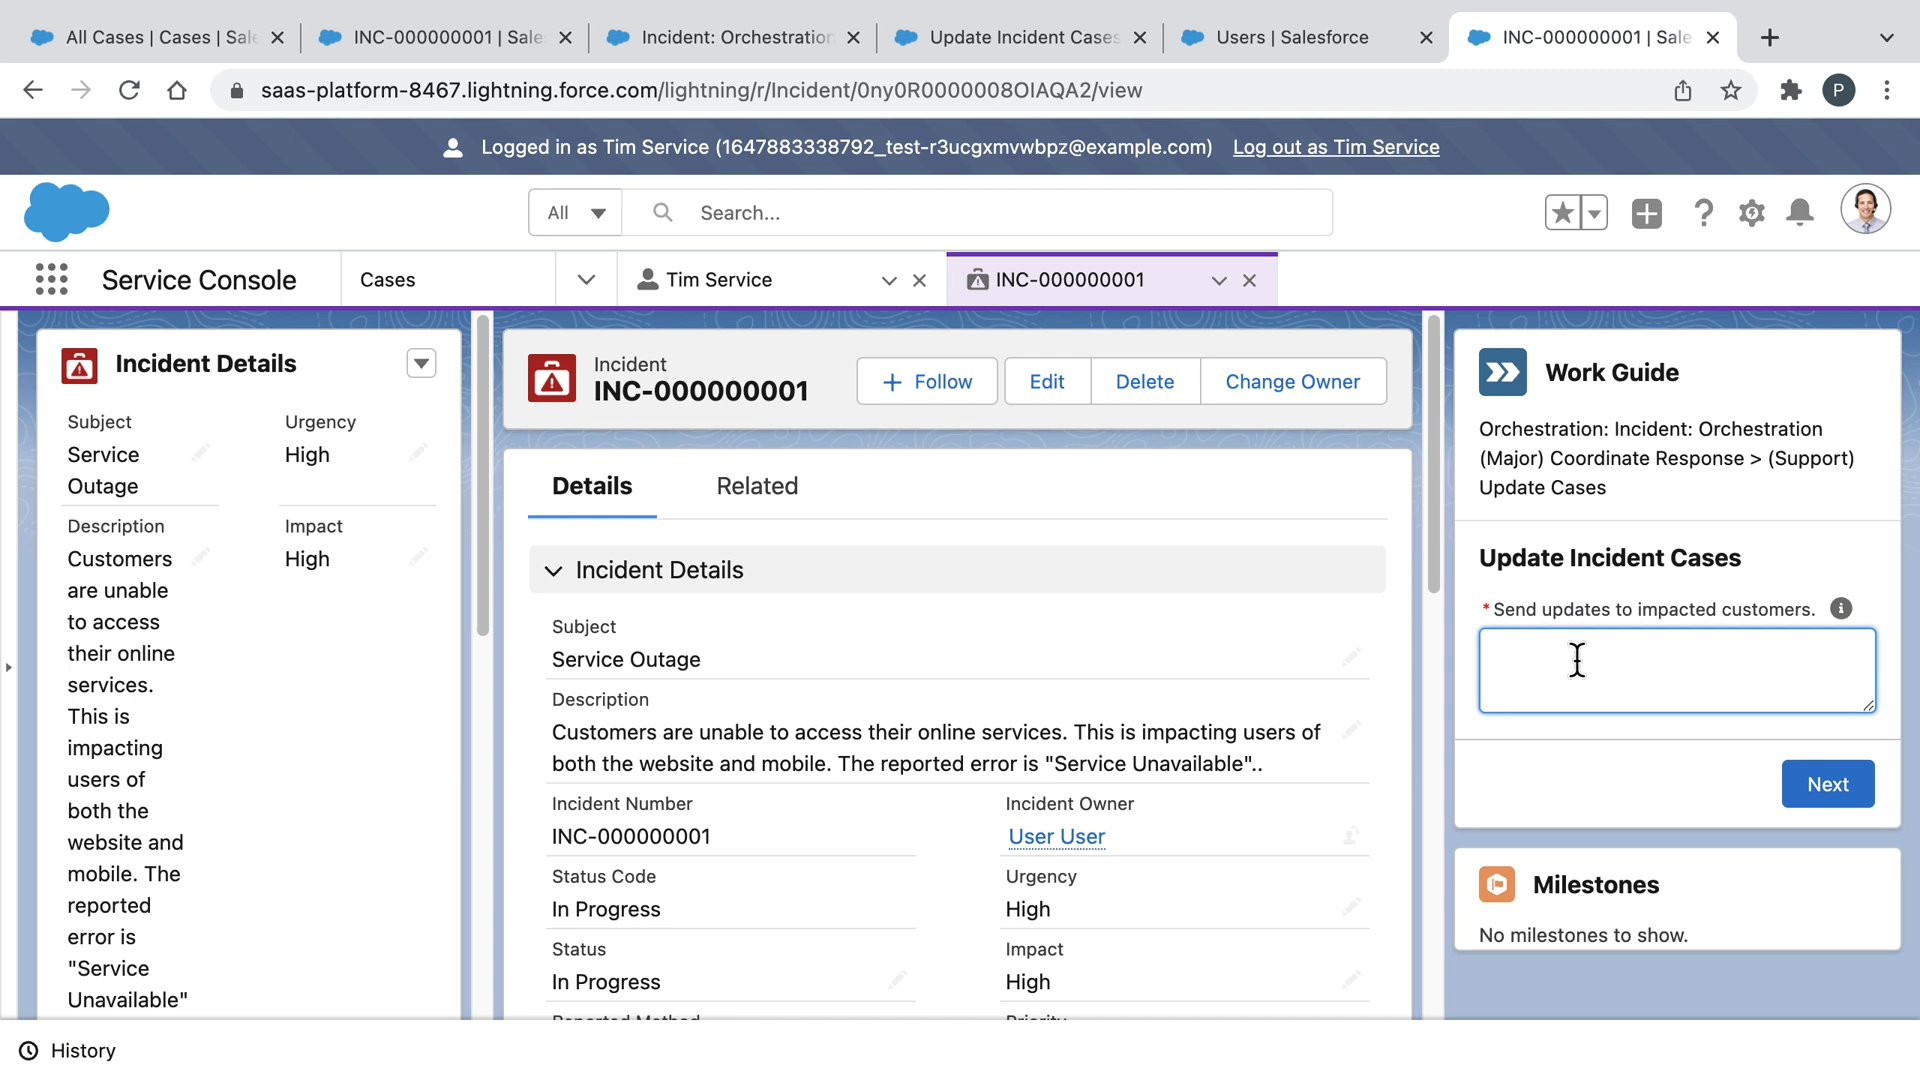 All Cases | Cases | Sale
INC-000000001 | Sale
Incident: Orchestration
Update Incident Cases
Users | Salesforce
INC-000000001 | Sale
saas-platform-8467.lightning.force.com/lightning/r/Incident/0ny0R0000008OIAQA2/view
P
Logged in as Tim Service (1647883338792_test-r3ucgxmvwbpz@example.com) Log out as Tim Service
All
Search...
Service Console
Cases
Tim Service
INC-000000001
Incident Details
Subject
Service
Outage
Urgency
High
Description
Customers
are unable
to access
their online
services.
This is
impacting
users of
both the
website and
mobile. The
reported
error is
"Service
Unavailable"
Impact
High
Incident
INC-000000001
Follow
Edit
Delete
Change Owner
Details
Related
Incident Details
Subject
Service Outage
Description
Customers are unable to access their online services. This is impacting users of
both the website and mobile. The reported error is "Service Unavailable"..
Incident Number
INC-000000001
Incident Owner
User User
Status Code
In Progress
Urgency
High
Status
In Progress
Impact
High
Reported Method
Priority
Work Guide
Orchestration: Incident: Orchestration
(Major) Coordinate Response > (Support)
Update Cases
Update Incident Cases
*Send updates to impacted customers.
Next
Milestones
No milestones to show.
History